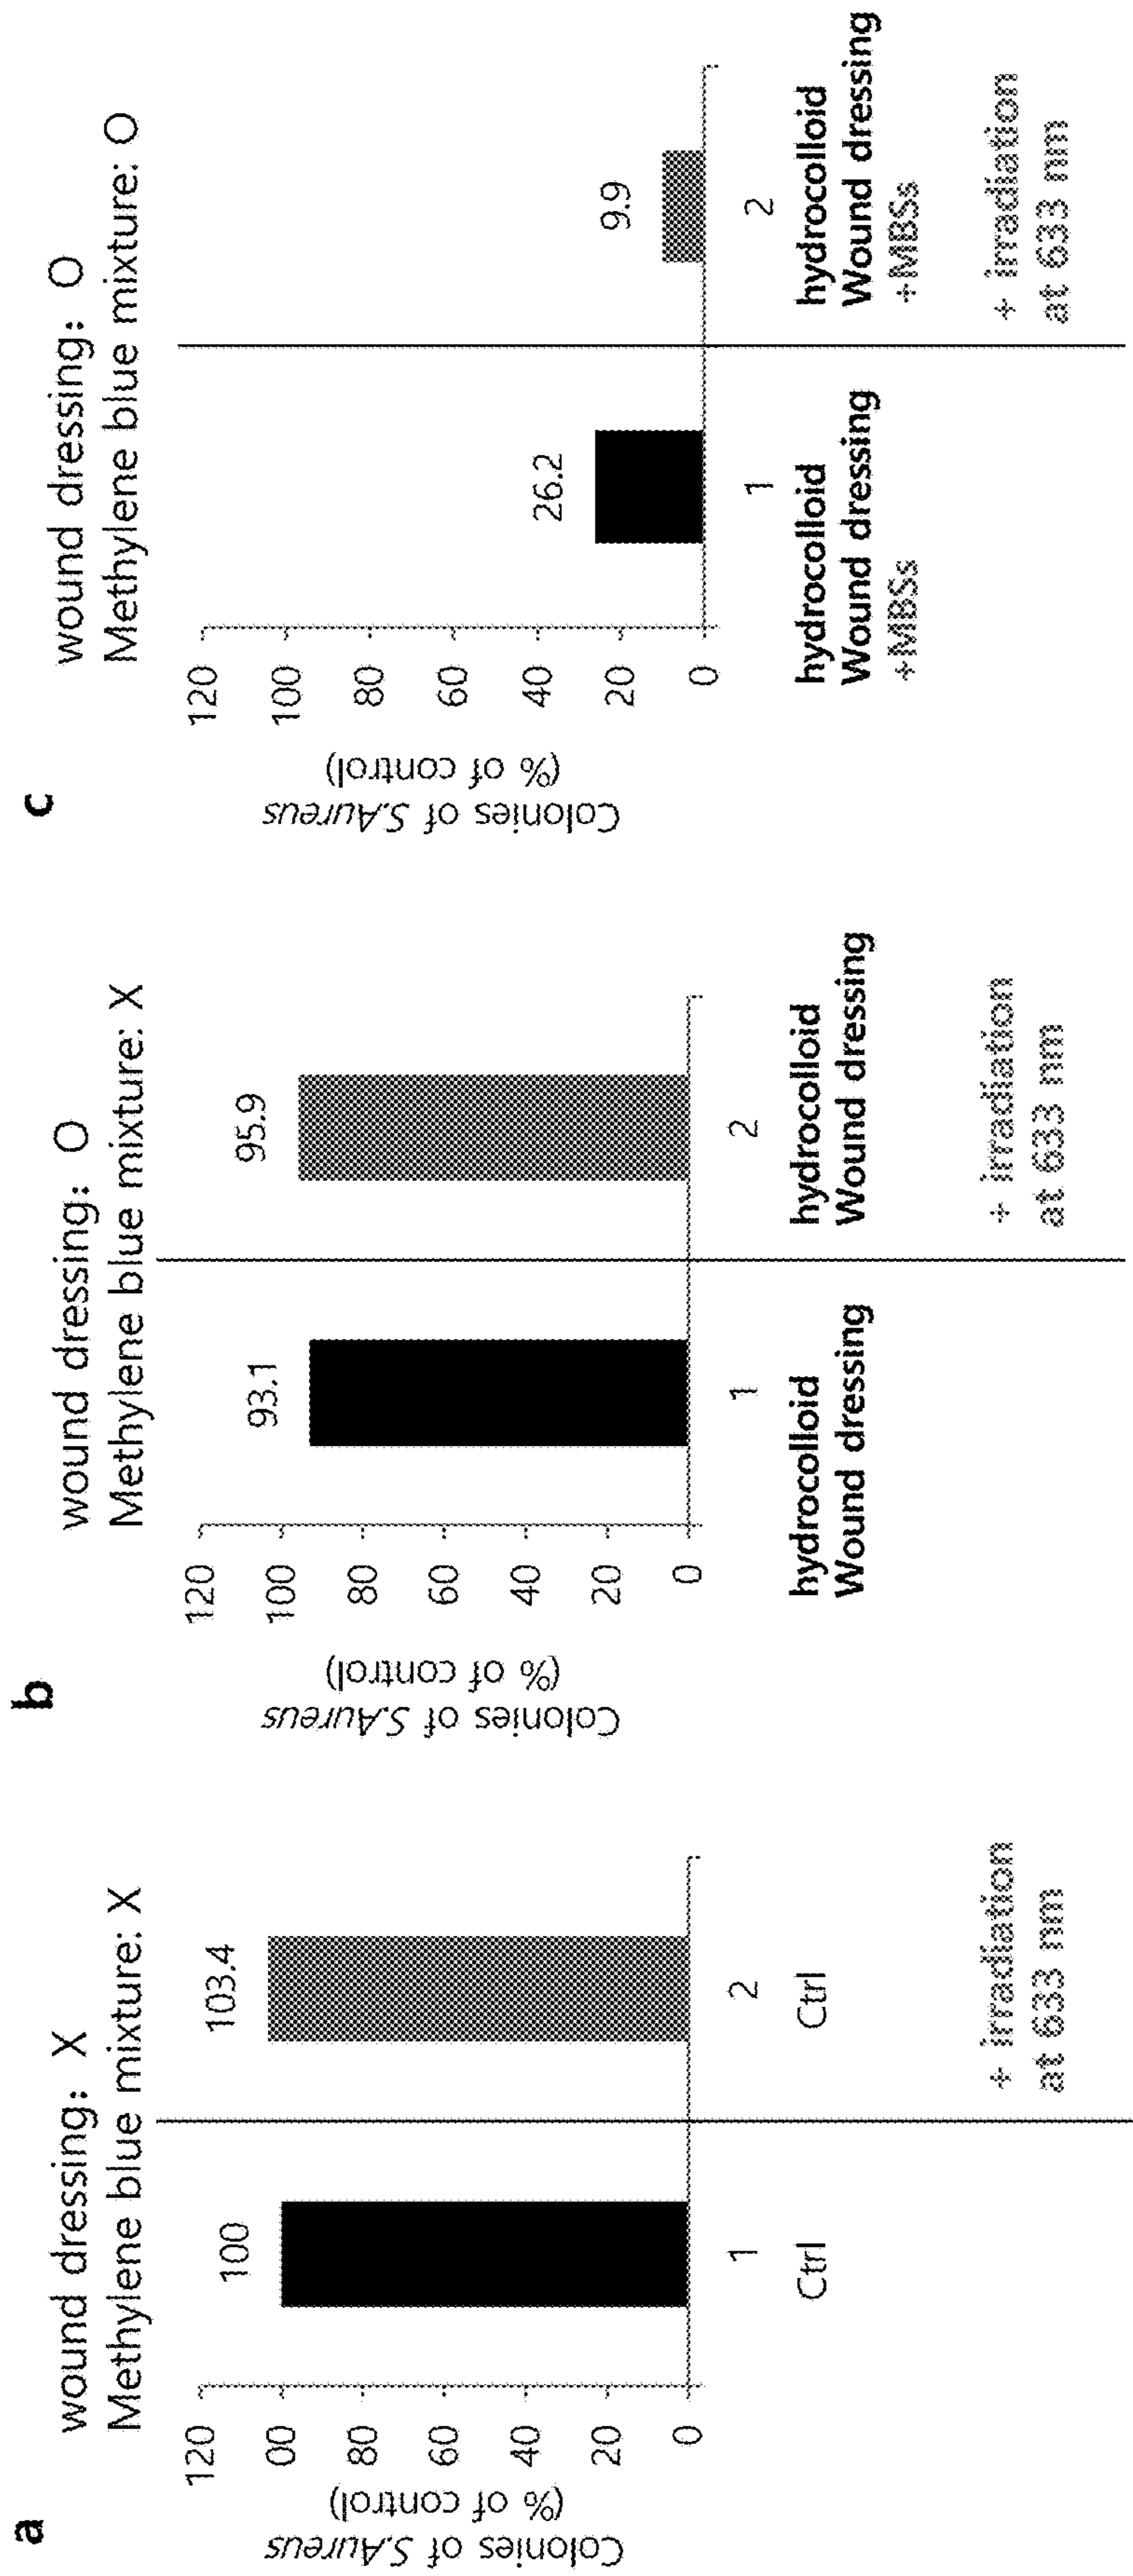 a
wound dressing: X
Methylene blue mixture: X
Colonies of S.Aureus
(% of control)
120
00
80
60
40
20
0
100
103.4
1
2
Ctrl
Ctrl
+ irradiation
at 633 nm
b
wound dressing: O
Methylene blue mixture: X
Colonies of S.Aureus
(% of control)
120
100
80
60
40
20
0
93.1
95.9
1
2
hydrocolloid
Wound dressing
hydrocolloid
Wound dressing
+ irradiation
at 633 nm
c
wound dressing: O
Methylene blue mixture: O
Colonies of S.Aureus
(% of control)
120
100
80
60
40
20
0
26.2
9.9
1
2
hydrocolloid
Wound dressing
+MBSs
hydrocolloid
Wound dressing
+MBSs
+ irradiation
at 633 nm